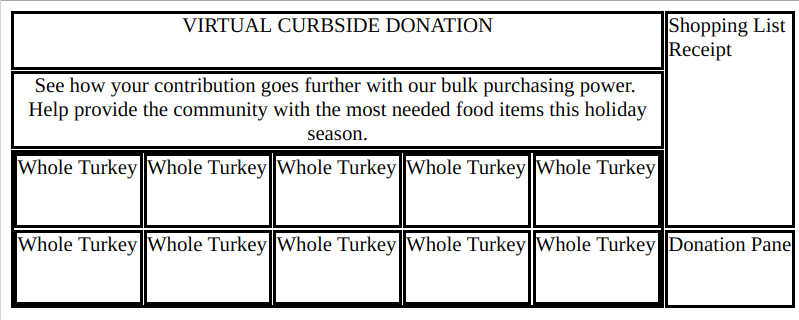 VIRTUAL CURBSIDE DONATION
Shopping List
Receipt
See how your contribution goes further with our bulk purchasing power.
Help provide the community with the most needed food items this holiday
season.
Whole Turkey Whole Turkey Whole Turkey Whole Turkey Whole Turkey
Whole Turkey Whole Turkey Whole Turkey Whole Turkey Whole Turkey
Donation Pane